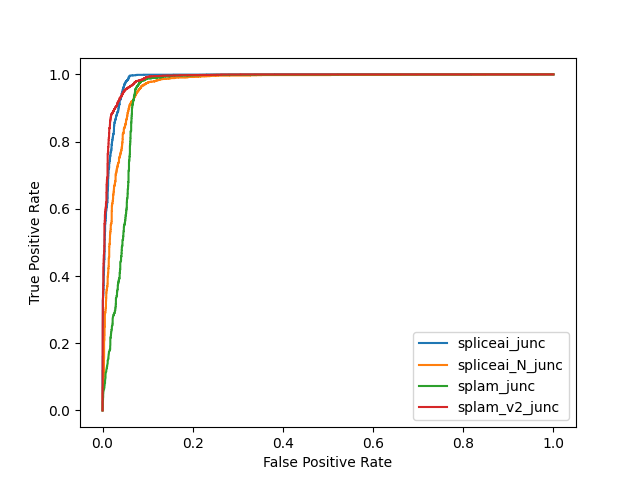 1.0
0.8
0.6
0.4
0.2
0.0
True Positive Rate
0.0 0.2 0.4 0.6 0.8 1.0
False Positive Rate
spliceai_junc
spliceai_N_junc
splam_junc
splam_v2_junc